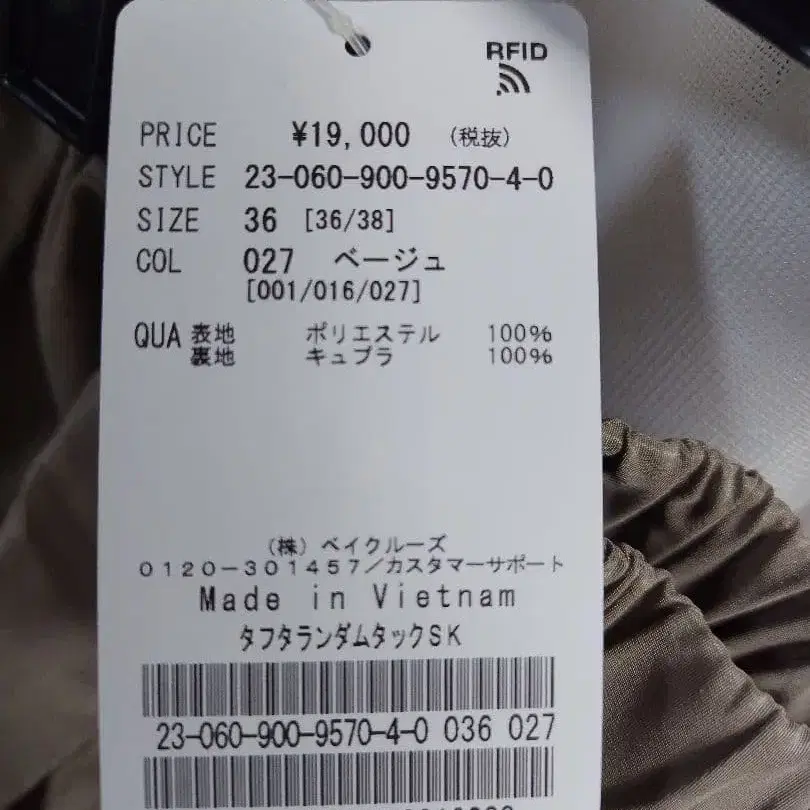 RFID
PRICE ¥19,000 (税抜)
STYLE 23-060-900-9570-4-0
SIZE 36 [36/38]
COL 027 ベージュ
[001/016/027]
QUA 表地 ポリエステル 100%
裏地 キュプラ 100%
(株) ベイクルーズ
0120-301457/カスタマーサポート
Made in Vietnam
タフタランダムタックSK
23-060-900-9570-4-0 036 027